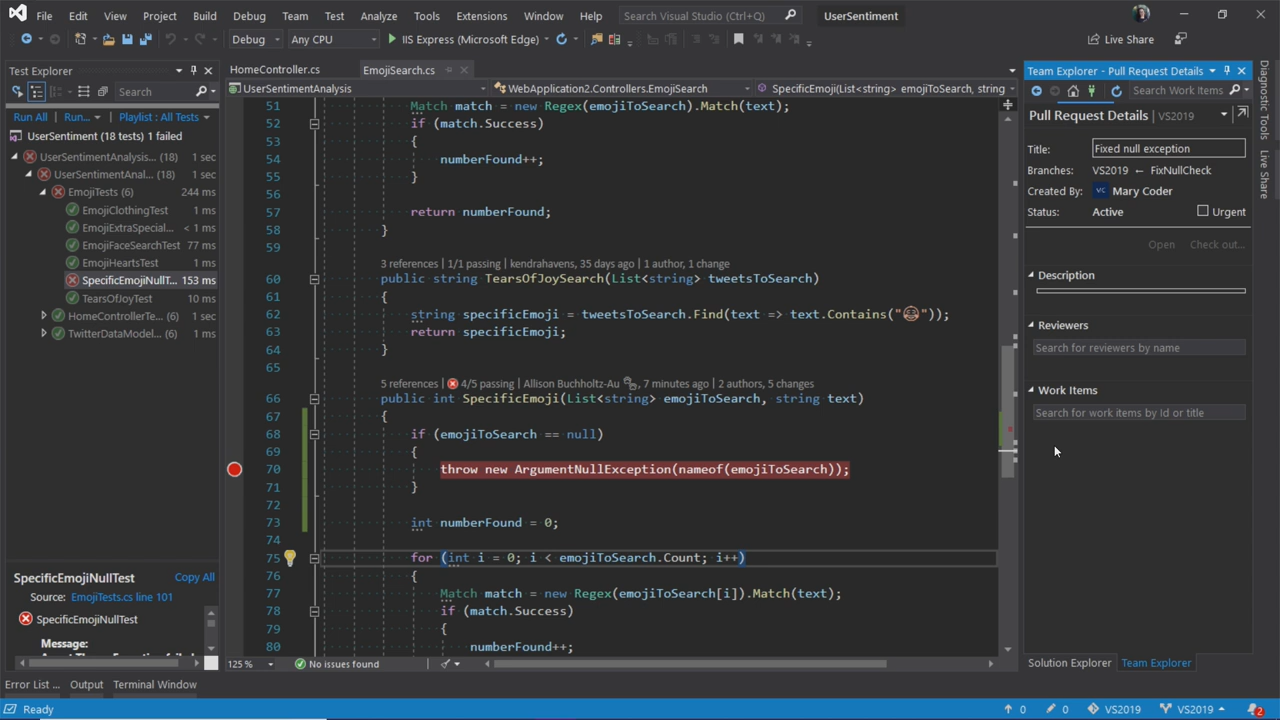 File Edit View Project Build Debug Team Test Analyze Tools Extensions Window Help Search Visual Studio (Ctrl+Q) UserSentiment
Debug Any CPU IIS Express (Microsoft Edge) Live Share
Test Explorer
Search
Run All Run... Playlist : All Tests
UserSentiment (18 tests) 1 failed
UserSentimentAnalysis... (18) 1 sec
UserSentimentAnal... (18) 1 sec
EmojiTests (6) 244 ms
EmojiClothingTest 1 ms
EmojiExtraSpecial... < 1 ms
EmojiFaceSearchTest 77 ms
EmojiHeartsTest 1 ms
SpecificEmojiNullT... 153 ms
TearsOfJoyTest 10 ms
HomeControllerTe... 1 sec
TwitterDataModel... 1 sec
SpecificEmojiNullTest Copy All
Source: EmojiTests.cs line 101
SpecificEmojiNullTest
Message:
HomeController.cs EmojiSearch.cs
UserSentimentAnalysis WebApplication2.Controllers.EmojiSearch SpecificEmoji(List<string> emojiToSearch, string
51 Match match = new Regex(emojiToSearch).Match(text);
52 if (match.Success)
53 {
54 numberFound++;
55 }
56
57 return numberFound;
58 }
59
3 references | 1/1 passing | kendrahavens, 35 days ago | 1 author, 1 change
60 public string TearsOfJoySearch(List<string> tweetsToSearch)
61 {
62 string specificEmoji = tweetsToSearch.Find(text => text.Contains("😂"));
63 return specificEmoji;
64 }
65
5 references | 4/5 passing | Allison Buchholtz-Au, 7 minutes ago | 2 authors, 5 changes
66 public int SpecificEmoji(List<string> emojiToSearch, string text)
67 {
68 if (emojiToSearch == null)
69 {
70 throw new ArgumentNullException(nameof(emojiToSearch));
71 }
72
73 int numberFound = 0;
74
75 for (int i = 0; i < emojiToSearch.Count; i++)
76 {
77 Match match = new Regex(emojiToSearch[i]).Match(text);
78 if (match.Success)
79 {
80 numberFound++;
125 % No issues found
Team Explorer - Pull Request Details
Search Work Items
Pull Request Details | VS2019
Title: Fixed null exception
Branches: VS2019 ← FixNullCheck
Created By: VC Mary Coder
Status: Active Urgent
Open Check out...
Description
Reviewers
Search for reviewers by name
Work Items
Search for work items by Id or title
Solution Explorer Team Explorer
Diagnostic Tools
Live Share
Error List ... Output Terminal Window
Ready 0 0 VS2019 VS2019 2